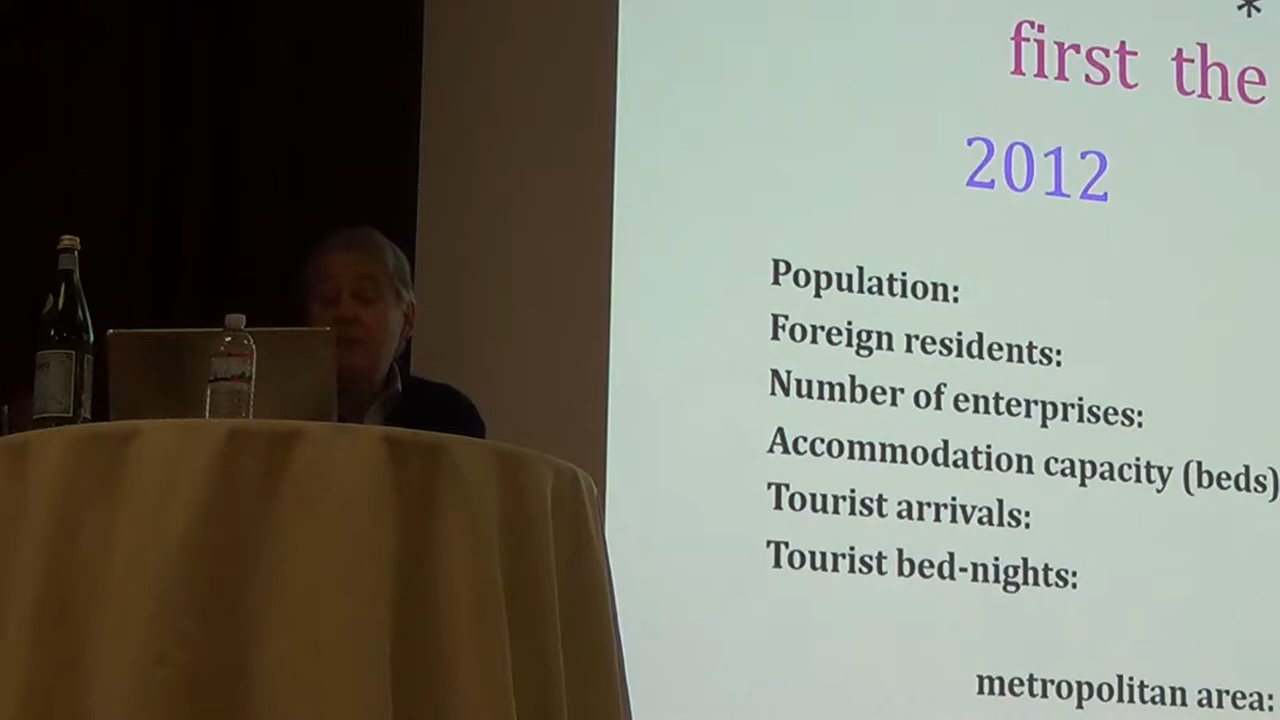 *
first the
2012
Population:
Foreign residents:
Number of enterprises:
Accommodation capacity (beds)
Tourist arrivals:
Tourist bed-nights:
metropolitan area: